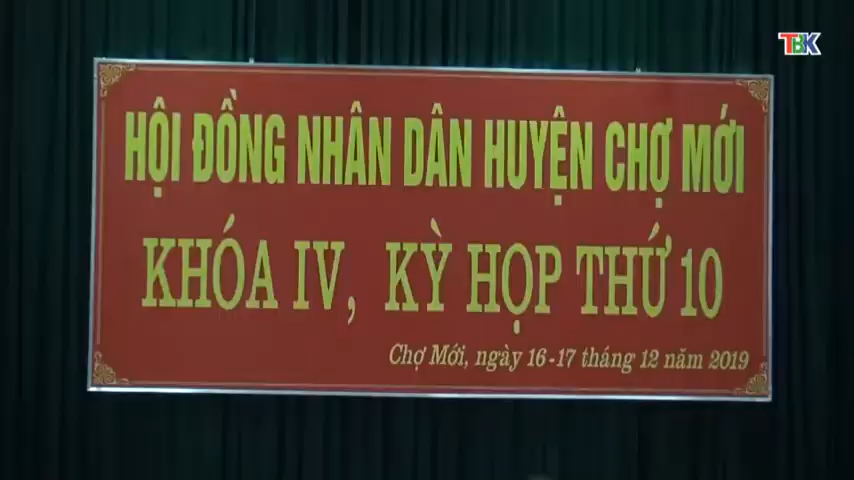 TBK
HỘI ĐỒNG NHÂN DÂN HUYỆN CHỢ MỚI
KHÓA IV, KỲ HỌP THỨ 10
Chợ Mới, ngày 16-17 tháng 12 năm 2019